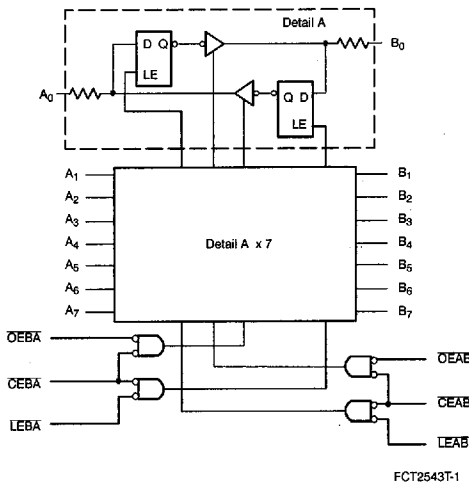 Detail A
D Q
LE
B0
A0
Q D
LE
A1 B1
A2 B2
A3 B3
Detail A x 7
A4 B4
A5 B5
A6 B6
A7 B7
OEBA
OEAB
CEBA
CEAB
LEBA
LEAB
FCT2543T-1